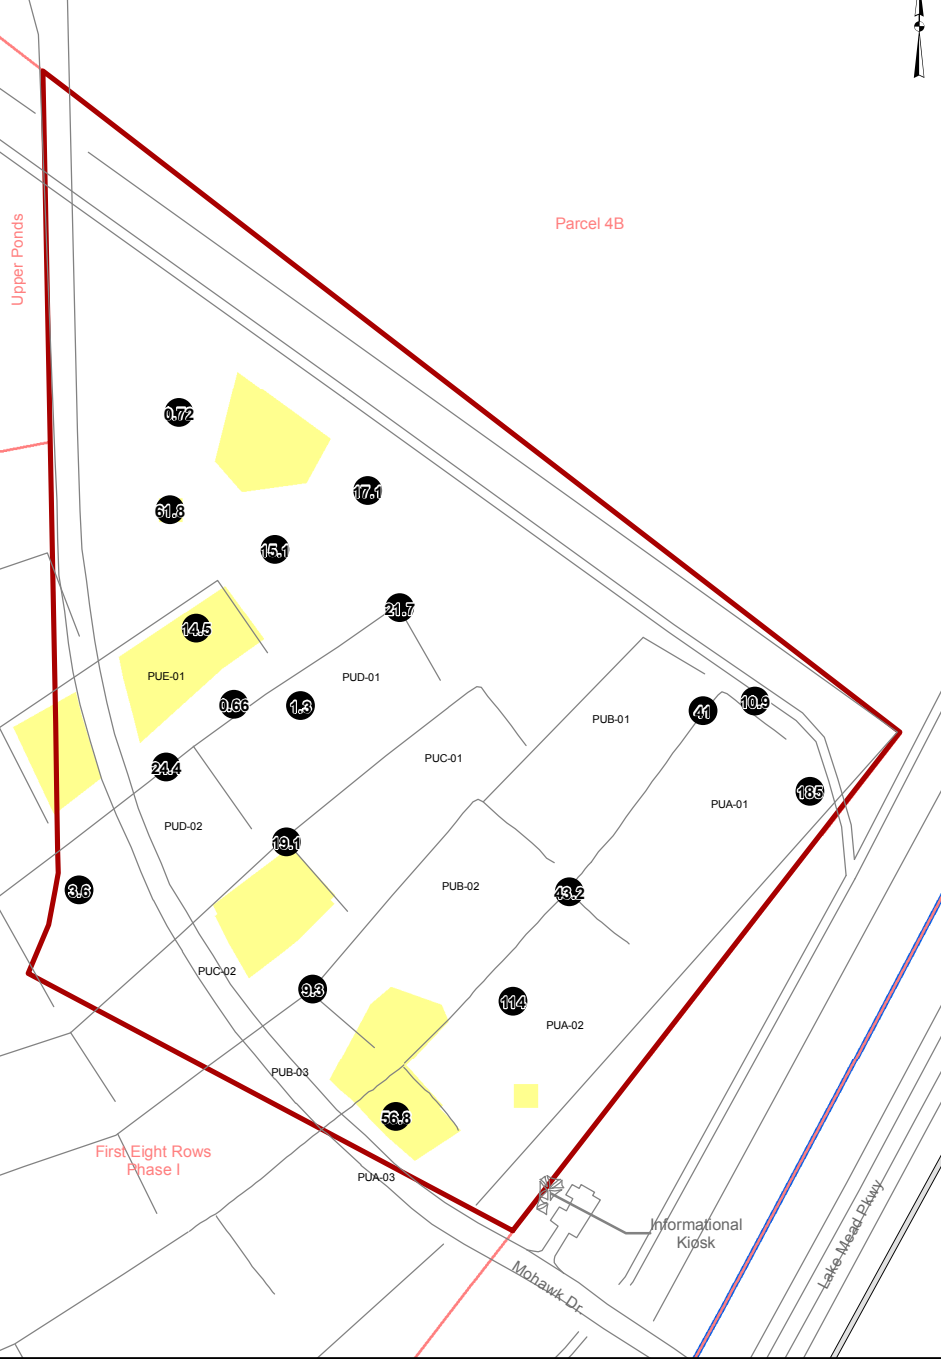 Parcel 4B
Upper Ponds
0.72
17.1
61.8
15.1
21.7
14.5
PUE-01
PUD-01
0.66
1.3
41
10.9
PUB-01
PUC-01
24.4
185
PUA-01
PUD-02
19.1
3.6
PUB-02
43.2
PUC-02
9.3
114
PUA-02
PUB-03
56.8
First Eight Rows
Phase I
PUA-03
Informational
Kiosk
Lake Mead Pkwy
Mohawk Dr.